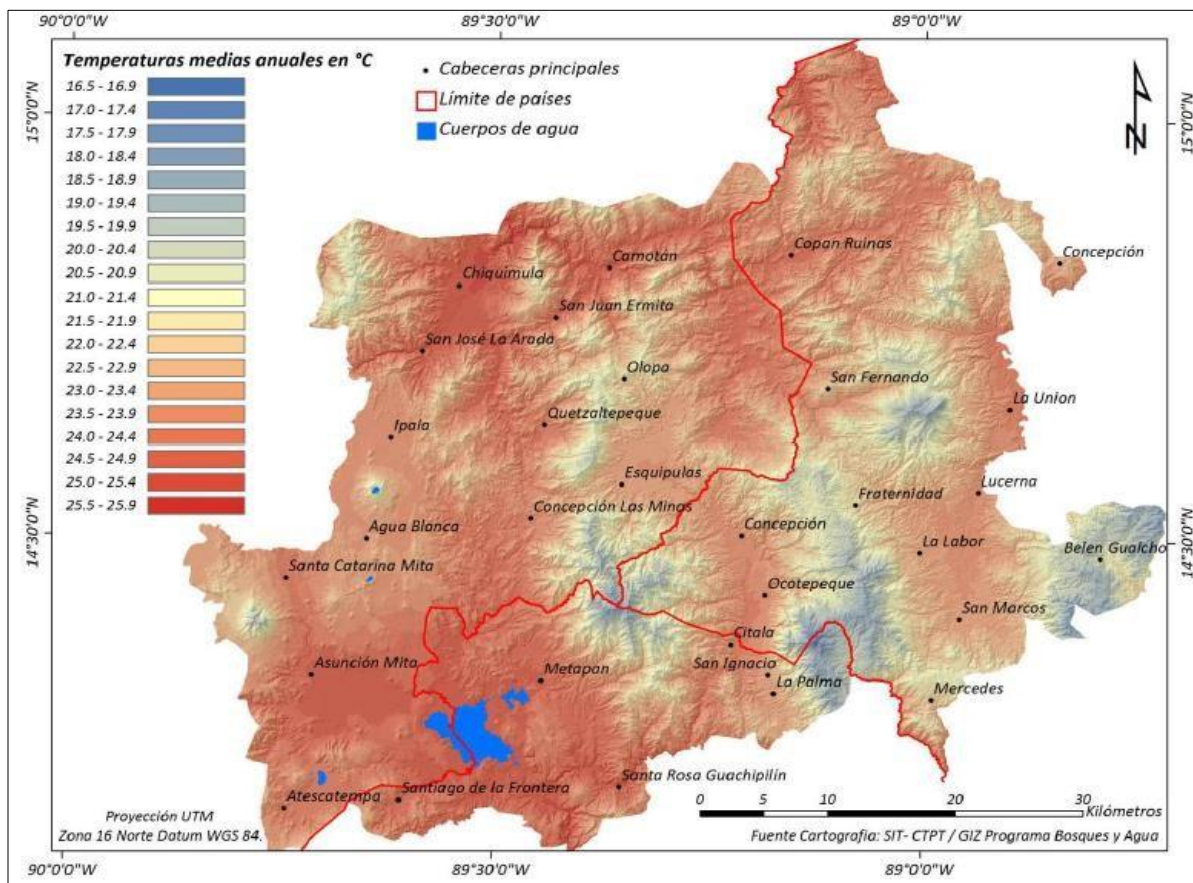 90°0'0"W
89°30'0"W
89°0'0"W
Temperaturas medias anuales en °C
16.5 - 16.9
17.0 - 17.4
17.5 - 17.9
18.0 - 18.4
18.5 - 18.9
19.0 - 19.4
19.5 - 19.9
20.0 - 20.4
20.5 - 20.9
21.0 - 21.4
21.5 - 21.9
22.0 - 22.4
22.5 - 22.9
23.0 - 23.4
23.5 - 23.9
24.0 - 24.4
24.5 - 24.9
25.0 - 25.4
25.5 - 25.9
Cabeceras principales
Límite de países
Cuerpos de agua
N
15°0'0"N
15°0'0"N
Copan Ruinas
Concepción
Camotán
Chiquimula
San Juan Ermita
San José La Arada
Olopa
San Fernando
La Union
Quetzaltepeque
Ipala
Esquipulas
Lucerna
Fraternidad
Concepción Las Minas
Concepción
Agua Blanca
14°30'0"N
14°30'0"N
La Labor
Belen Gualcho
Santa Catarina Mita
Ocotepeque
San Marcos
Citala
Asunción Mita
Metapan
San Ignacio
La Palma
Mercedes
Santa Rosa Guachipilín
Santiago de la Frontera
Atescatempa
0
5
10
20
30
Kilómetros
Proyección UTM
Zona 16 Norte Datum WGS 84.
Fuente Cartografia: SIT- CTPT / GIZ Programa Bosques y Agua
90°0'0"W
89°30'0"W
89°0'0"W